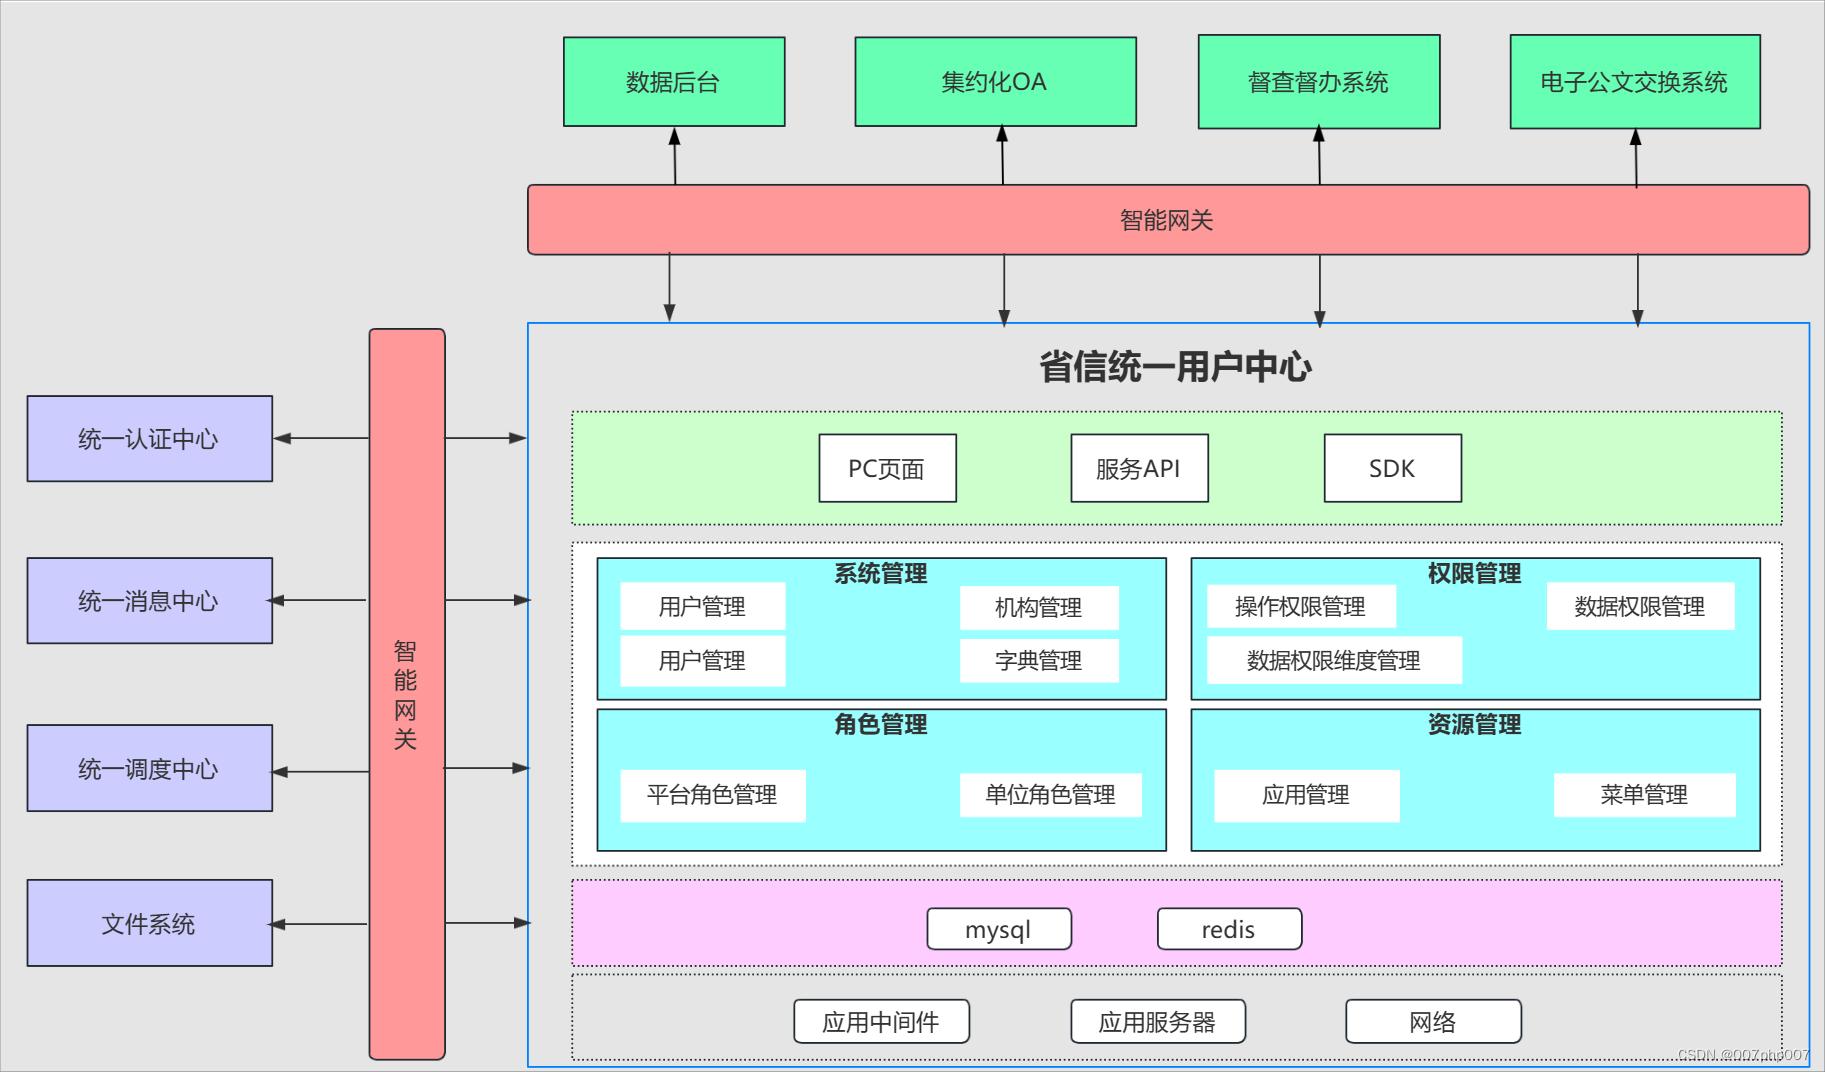 数据后台
集约化OA
督查督办系统
电子公文交换系统
智能网关
省信统一用户中心
统一认证中心
统一消息中心
统一调度中心
文件系统
智
能
网
关
PC页面
服务API
SDK
系统管理
用户管理
机构管理
用户管理
字典管理
权限管理
操作权限管理
数据权限管理
数据权限维度管理
角色管理
平台角色管理
单位角色管理
资源管理
应用管理
菜单管理
mysql
redis
应用中间件
应用服务器
网络
CSDN @007php007